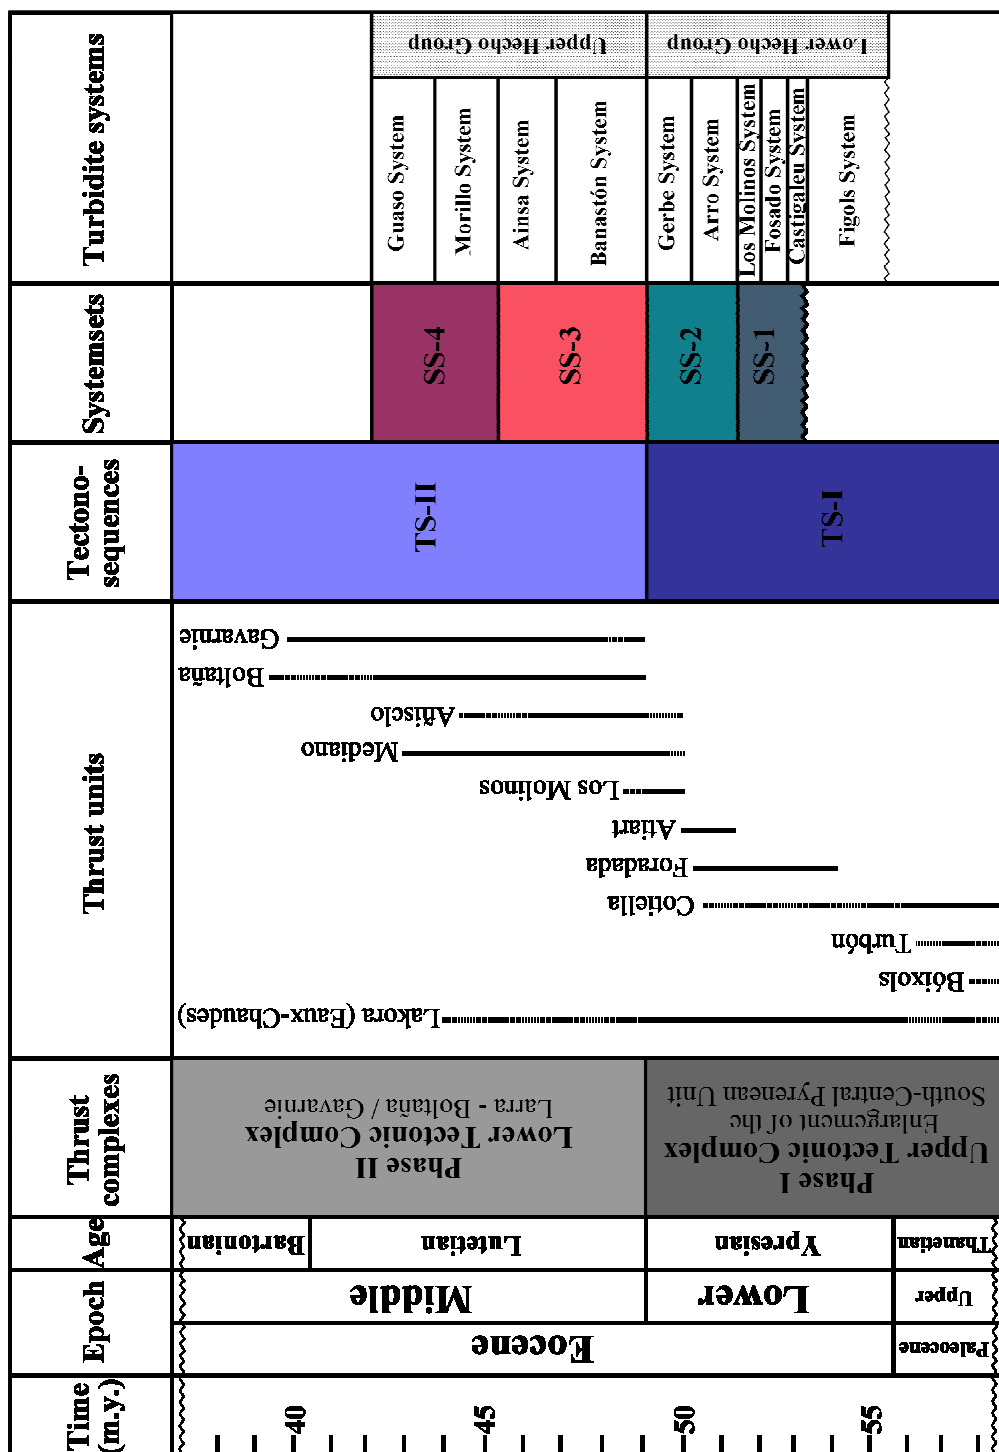 Time
(m.y.)
Epoch
Age
Thrust
complexes
Thrust units
Tectono-
sequences
Systemsets
Turbidite systems
40
45
50
55
Eocene
Paleocene
Middle
Lower
Upper
Bartonian
Lutetian
Ypresian
Thanetian
Phase II
Lower Tectonic Complex
Larra - Boltaña / Gavarnie
Phase I
Upper Tectonic Complex
Enlargement of the
South-Central Pyrenean Unit
Lakora (Eaux-Chaudes)
Bóixols
Turbón
Cotiella
Foradada
Atiart
Los Molinos
Mediano
Añisclo
Boltaña
Gavarnie
TS-II
TS-I
SS-4
SS-3
SS-2
SS-1
Guaso System
Morillo System
Ainsa System
Banastón System
Gerbe System
Arro System
Los Molinos System
Fosado System
Castigaleu System
Figols System
Upper Hecho Group
Lower Hecho Group